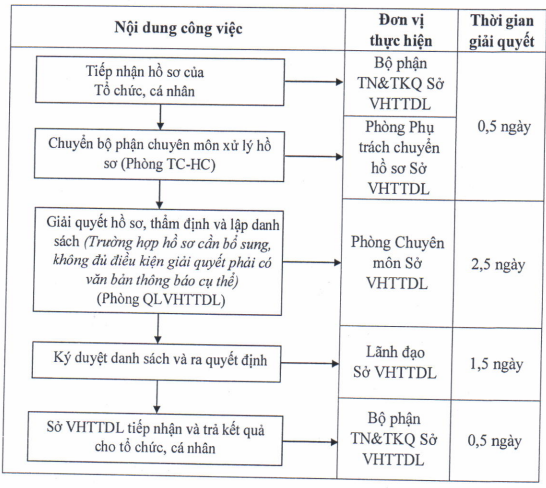 Nội dung công việc
Đơn vị
thực hiện
Thời gian
giải quyết
Tiếp nhận hồ sơ của
Tổ chức, cá nhân
Bộ phận
TN&TKQ Sở
VHTTDL
0,5 ngày
Chuyển bộ phận chuyên môn xử lý hồ
sơ (Phòng TC-HC)
Phòng Phụ
trách chuyển
hồ sơ Sở
VHTTDL
Giải quyết hồ sơ, thẩm định và lập danh
sách (Trường hợp hồ sơ cần bổ sung,
không đủ điều kiện giải quyết phải có
văn bản thông báo cụ thể)
(Phòng QLVHTTDL)
Phòng Chuyên
môn Sở
VHTTDL
2,5 ngày
Ký duyệt danh sách và ra quyết định
Lãnh đạo
Sở VHTTDL
1,5 ngày
Sở VHTTDL tiếp nhận và trả kết quả
cho tổ chức, cá nhân
Bộ phận
TN&TKQ Sở
VHTTDL
0,5 ngày